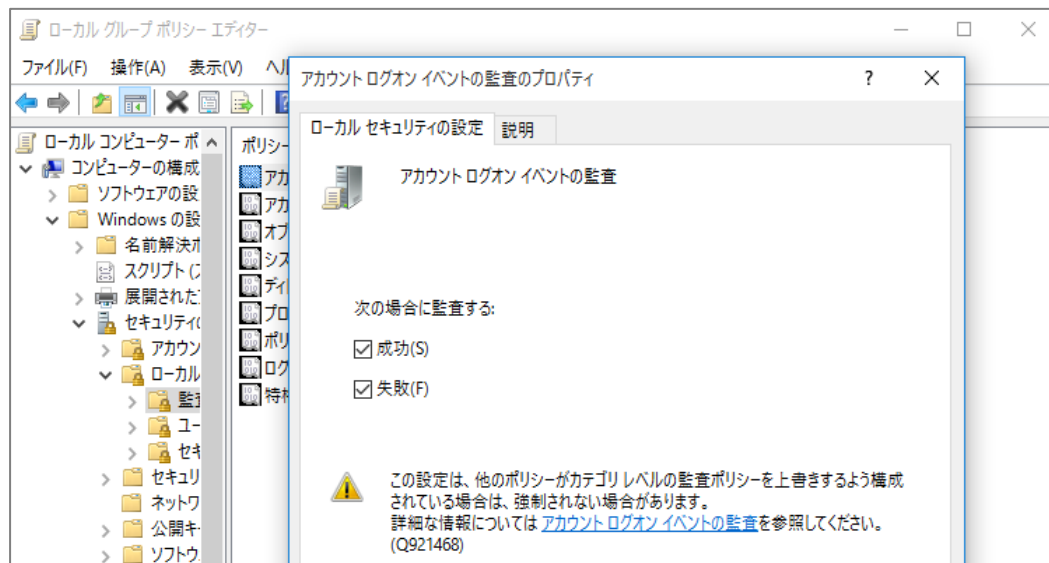 ローカル グループ ポリシー エディター
ファイル(F) 操作(A) 表示(V)
ローカル コンピューター ポ
コンピューターの構成
ソフトウェアの設
Windows の設
名前解決ポ
スクリプト (ス
展開された
セキュリティの
アカウン
ローカル
監査
ユー
セキ
セキュリ
ネットワ
公開キー
ソフトウ
ポリシー
アカ
アカ
オブ
シス
ディ
プロ
ポリ
ログ
特権
アカウント ログオン イベントの監査のプロパティ
?
ローカル セキュリティの設定 説明
アカウント ログオン イベントの監査
次の場合に監査する:
成功(S)
失敗(F)
この設定は、他のポリシーがカテゴリ レベルの監査ポリシーを上書きするよう構成
されている場合は、強制されない場合があります。
詳細な情報については アカウント ログオン イベントの監査を参照してください。
(Q921468)